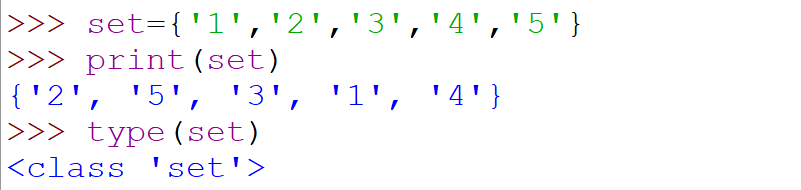 >>> set={'1','2','3','4','5'}
>>> print(set)
{'2', '5', '3', '1', '4'}
>>> type(set)
<class 'set'>